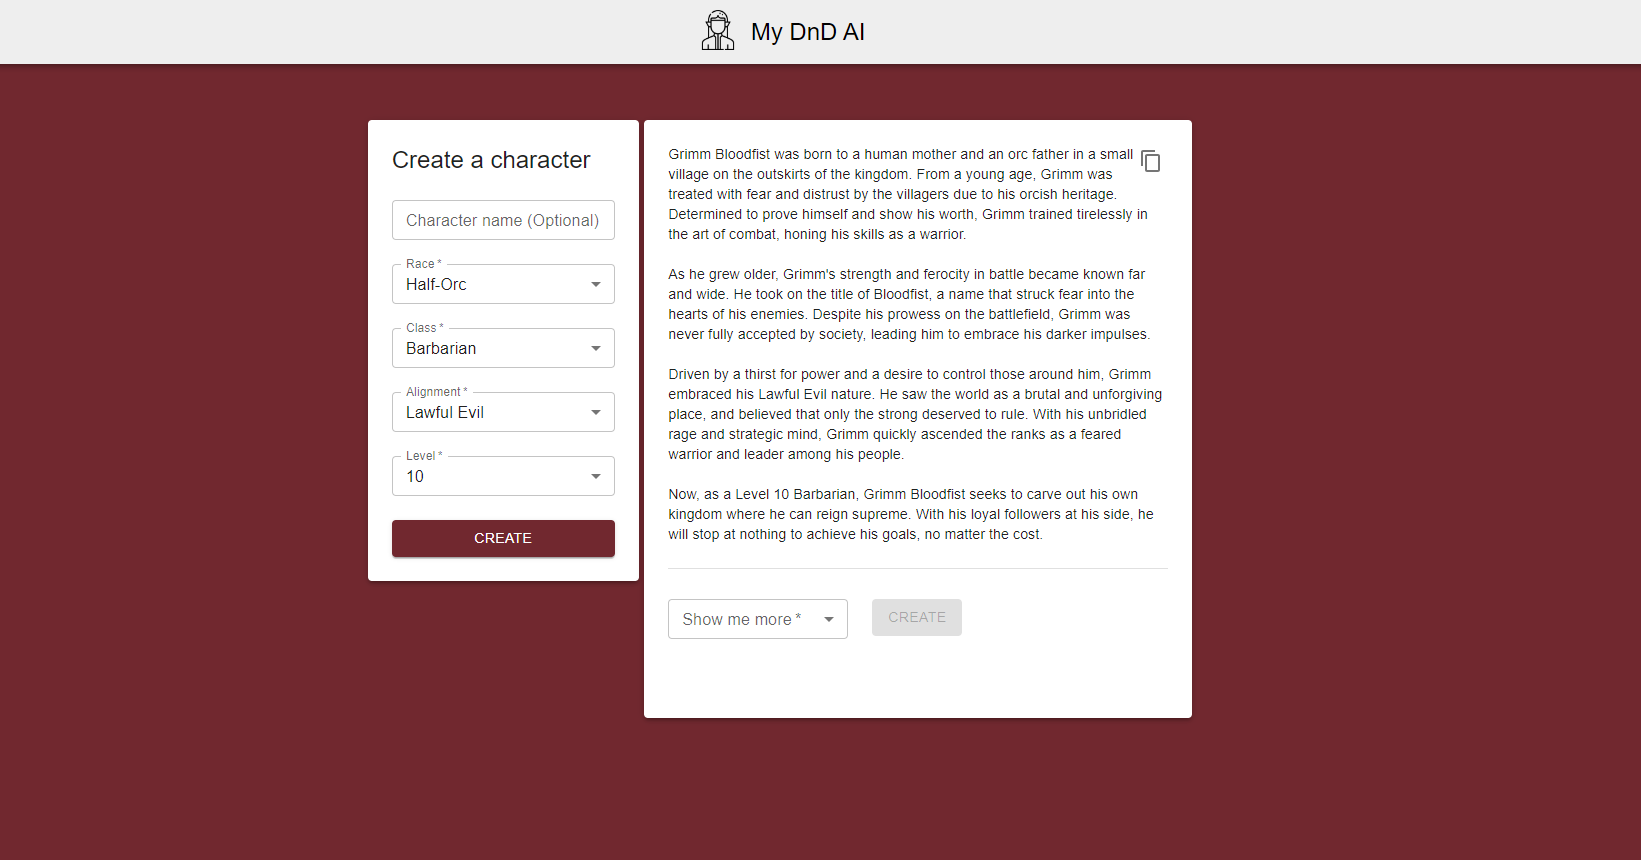 My DnD AI
Create a character
Character name (Optional)
Race *
Half-Orc
Class *
Barbarian
Alignment *
Lawful Evil
Level *
10
CREATE
Grimm Bloodfist was born to a human mother and an orc father in a small
village on the outskirts of the kingdom. From a young age, Grimm was
treated with fear and distrust by the villagers due to his orcish heritage.
Determined to prove himself and show his worth, Grimm trained tirelessly in
the art of combat, honing his skills as a warrior.
As he grew older, Grimm's strength and ferocity in battle became known far
and wide. He took on the title of Bloodfist, a name that struck fear into the
hearts of his enemies. Despite his prowess on the battlefield, Grimm was
never fully accepted by society, leading him to embrace his darker impulses.
Driven by a thirst for power and a desire to control those around him, Grimm
embraced his Lawful Evil nature. He saw the world as a brutal and unforgiving
place, and believed that only the strong deserved to rule. With his unbridled
rage and strategic mind, Grimm quickly ascended the ranks as a feared
warrior and leader among his people.
Now, as a Level 10 Barbarian, Grimm Bloodfist seeks to carve out his own
kingdom where he can reign supreme. With his loyal followers at his side, he
will stop at nothing to achieve his goals, no matter the cost.
Show me more *
CREATE